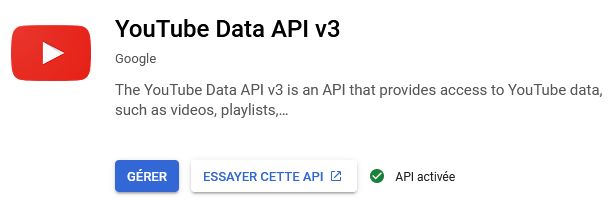 YouTube Data API v3
Google
The YouTube Data API v3 is an API that provides access to YouTube data,
such as videos, playlists,…
GÉRER
ESSAYER CETTE API
API activée